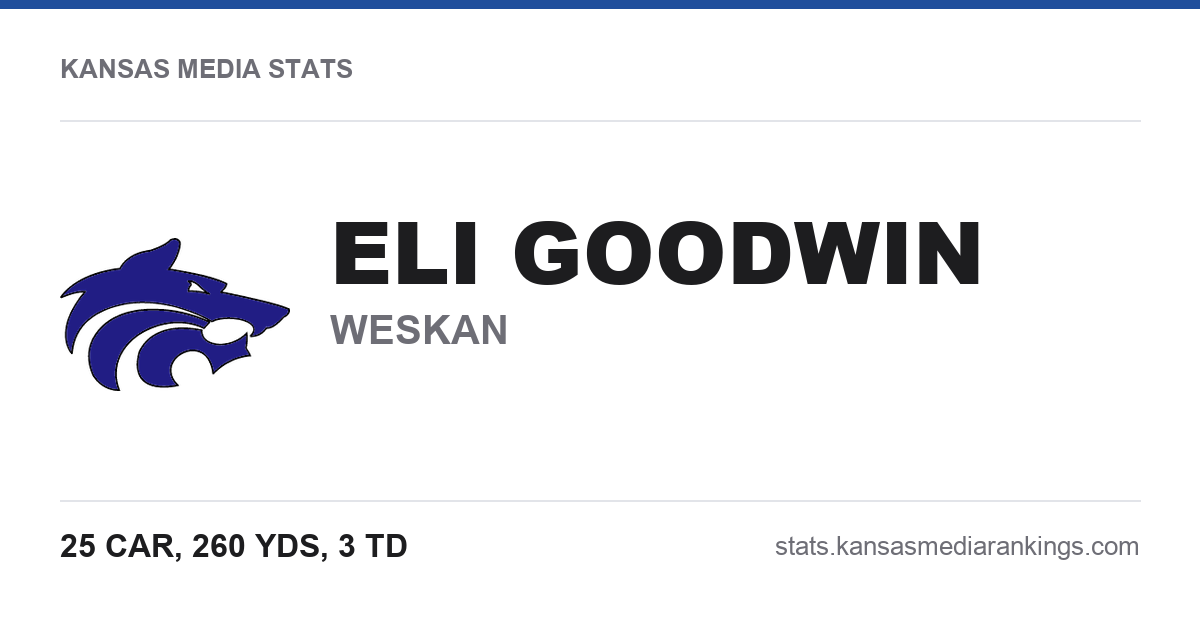 KANSAS MEDIA STATS
ELI GOODWIN
WESKAN
25 CAR, 260 YDS, 3 TD
stats.kansasmediarankings.com